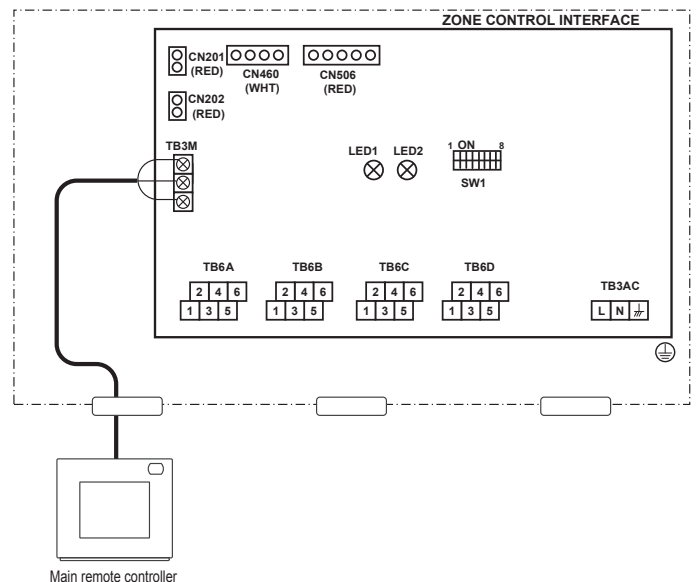 ZONE CONTROL INTERFACE
CN201
(RED)
CN460
(WHT)
CN506
(RED)
CN202
(RED)
TB3M
LED1 LED2
1 ON 8
SW1
TB6A TB6B TB6C TB6D
2 4 6 2 4 6 2 4 6 2 4 6
1 3 5 1 3 5 1 3 5 1 3 5
TB3AC
L N
Main remote controller